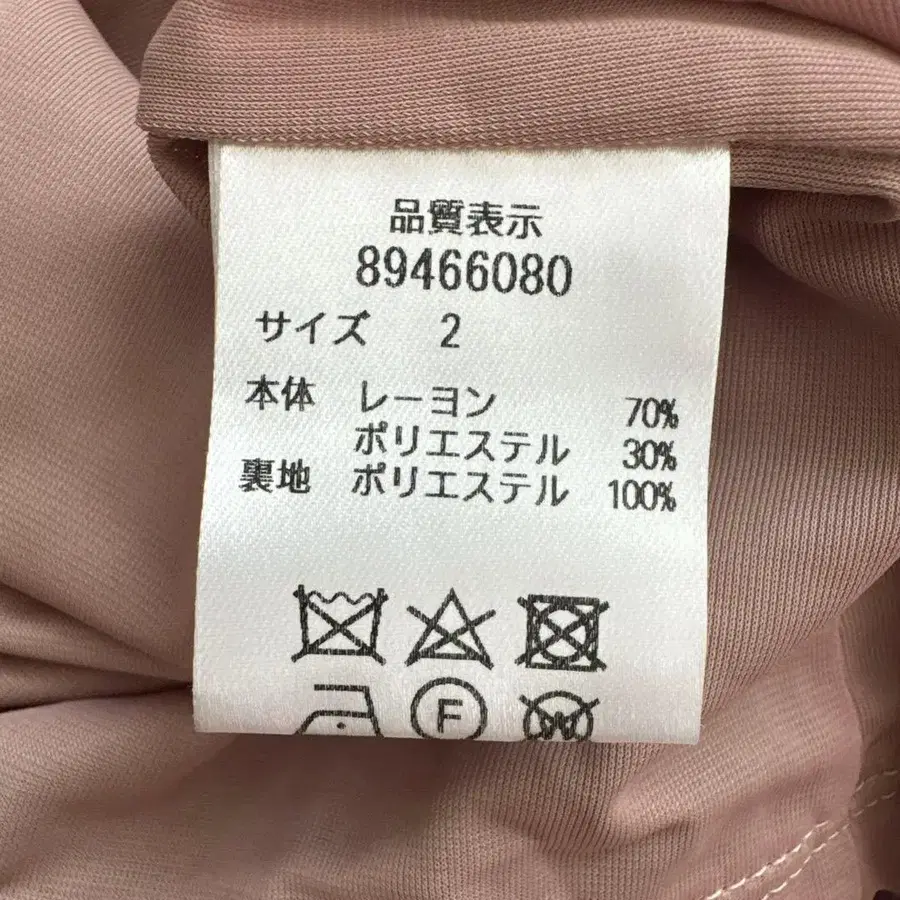 品質表示
89466080
サイズ 2
本体 レーヨン 70%
ポリエステル 30%
裏地 ポリエステル 100%
F W